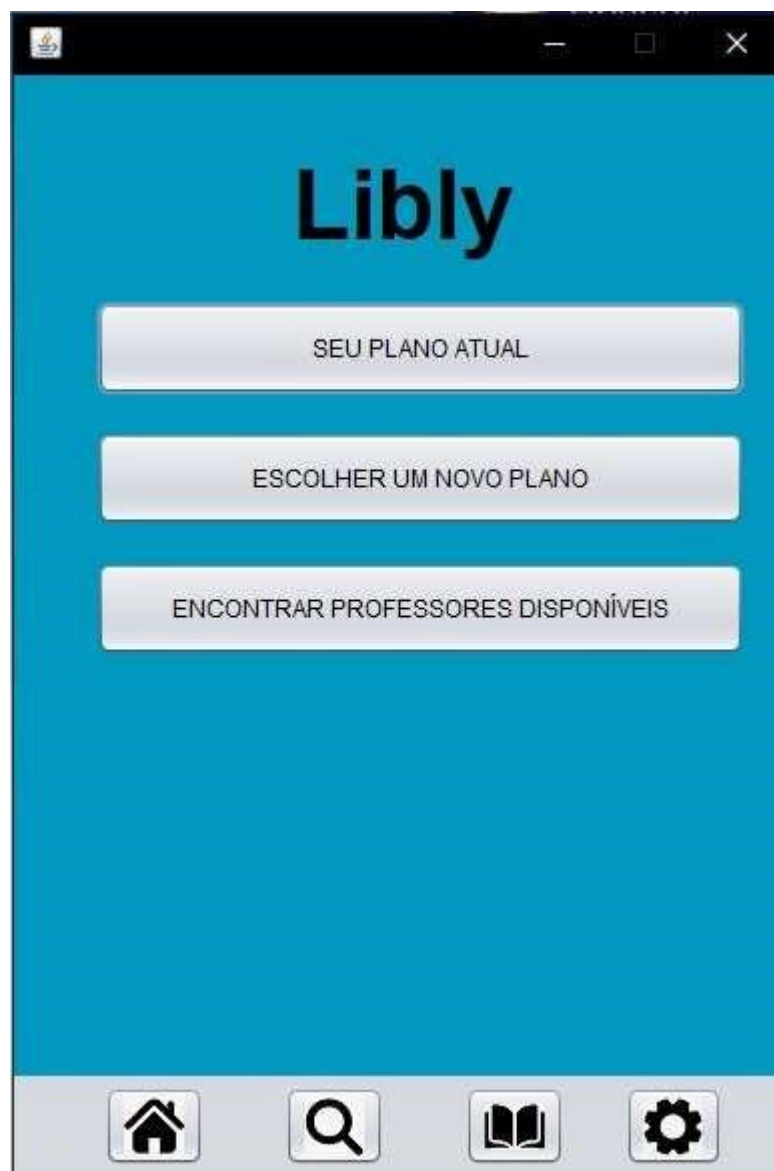 Libly
SEU PLANO ATUAL
ESCOLHER UM NOVO PLANO
ENCONTRAR PROFESSORES DISPONÍVEIS